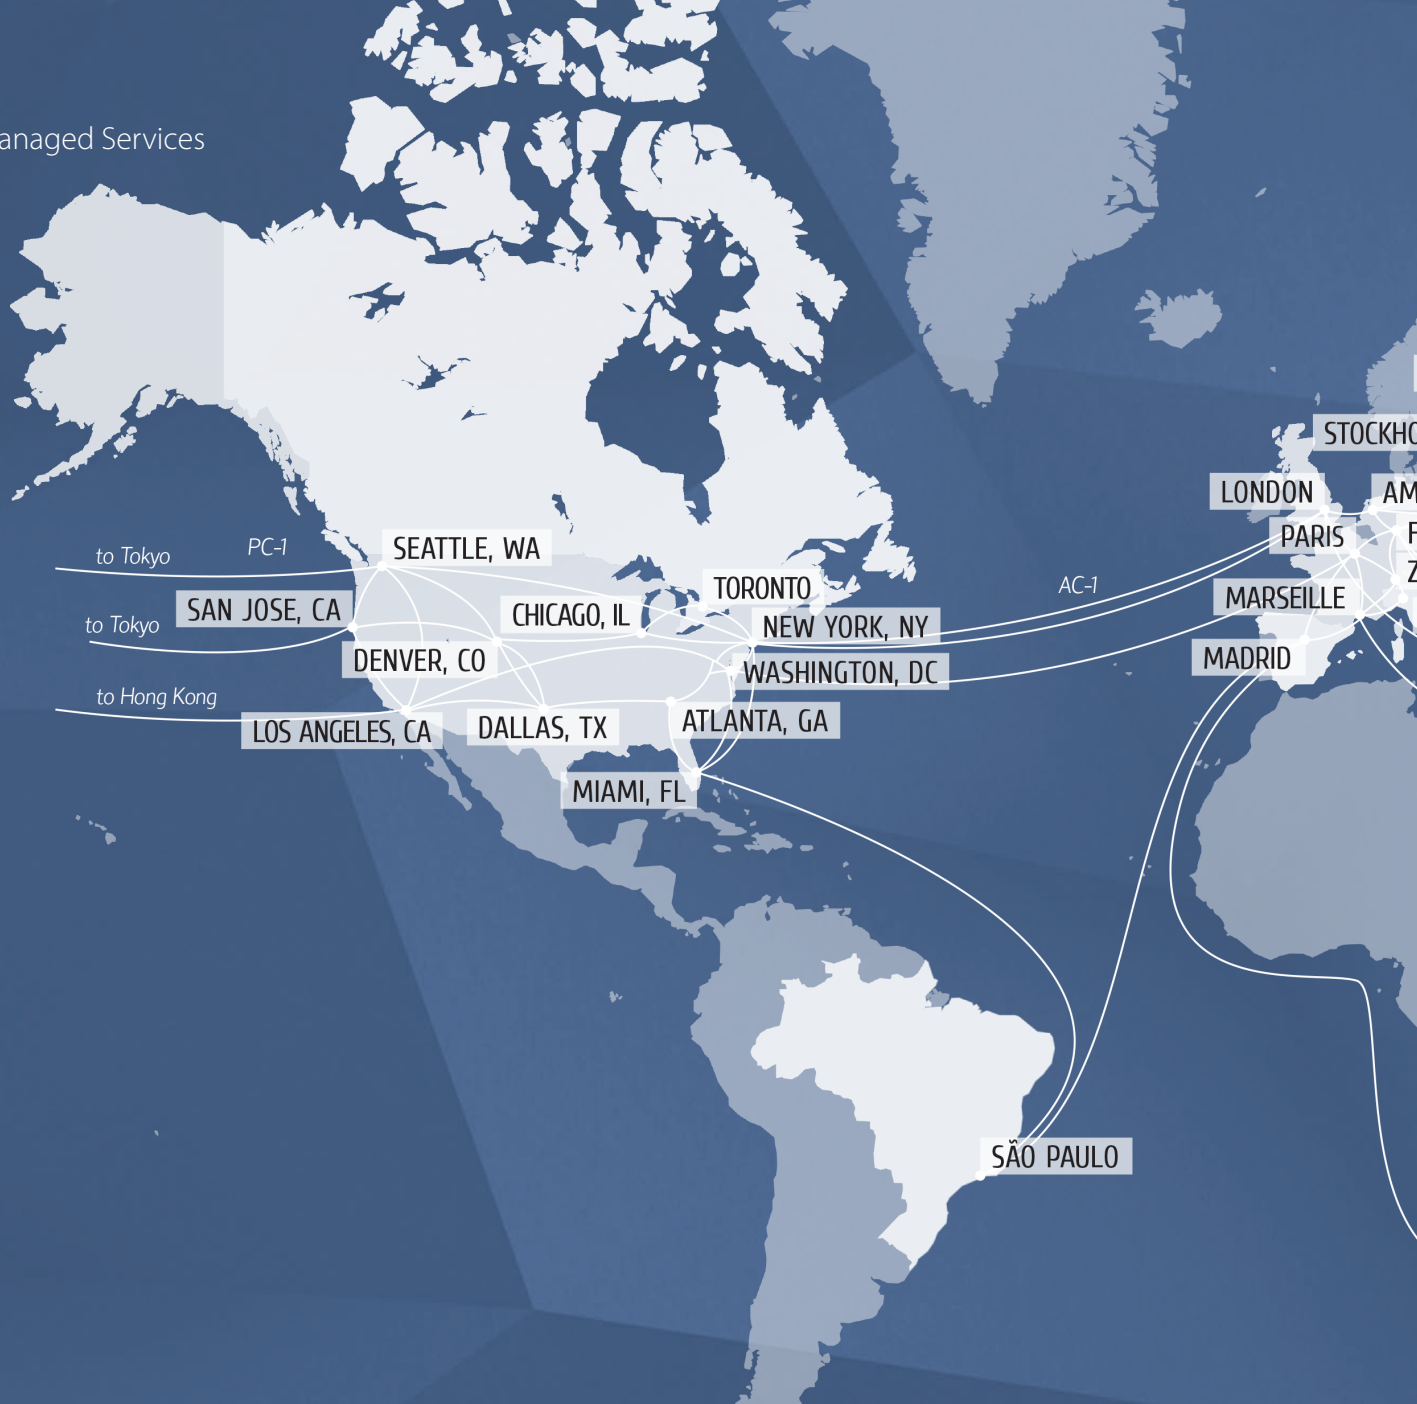 anaged Services
STOCKHO
LONDON
AM
PARIS
F
Z
to Tokyo
PC-1
SEATTLE, WA
TORONTO
AC-1
MARSEILLE
SAN JOSE, CA
CHICAGO, IL
to Tokyo
NEW YORK, NY
DENVER, CO
WASHINGTON, DC
MADRID
to Hong Kong
LOS ANGELES, CA
DALLAS, TX
ATLANTA, GA
MIAMI, FL
SÃO PAULO